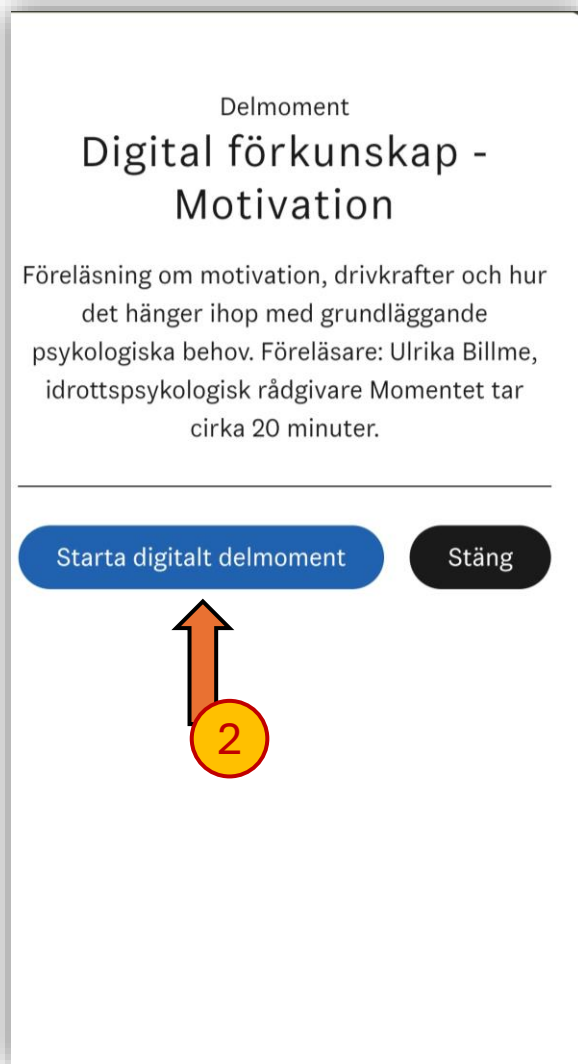 Delmoment
Digital förkunskap -
Motivation
Föreläsning om motivation, drivkrafter och hur
det hänger ihop med grundläggande
psykologiska behov. Föreläsare: Ulrika Billme,
idrottspsykologisk rådgivare Momentet tar
cirka 20 minuter.
Starta digitalt delmoment
Stäng
2